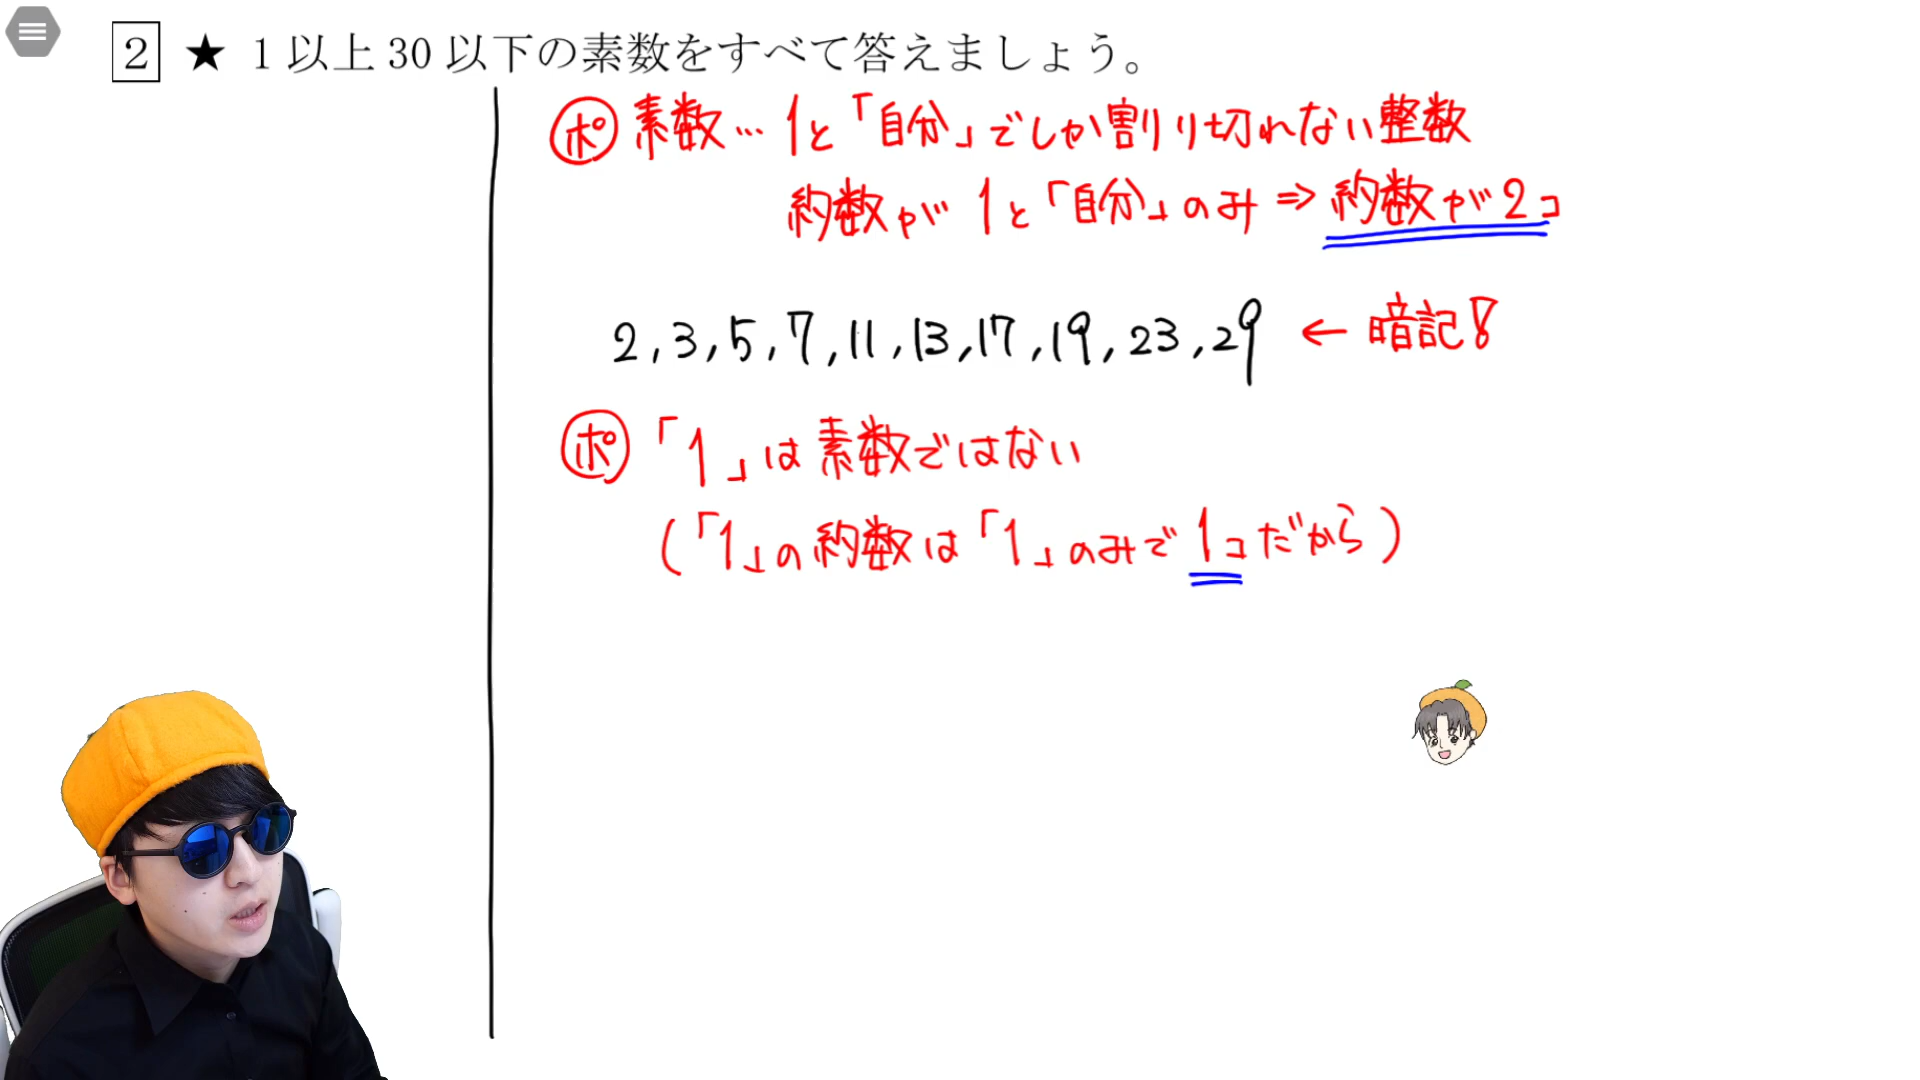 2 ★ 1以上30以下の素数をすべて答えましょう。
ポ 素数… 1と「自分」でしか割り切れない整数
約数が 1と「自分」のみ ⇒ 約数が2コ
2, 3, 5, 7, 11, 13, 17, 19, 23, 29 ← 暗記!
ポ 「1」は素数ではない
(「1」の約数は「1」のみで1コだから)